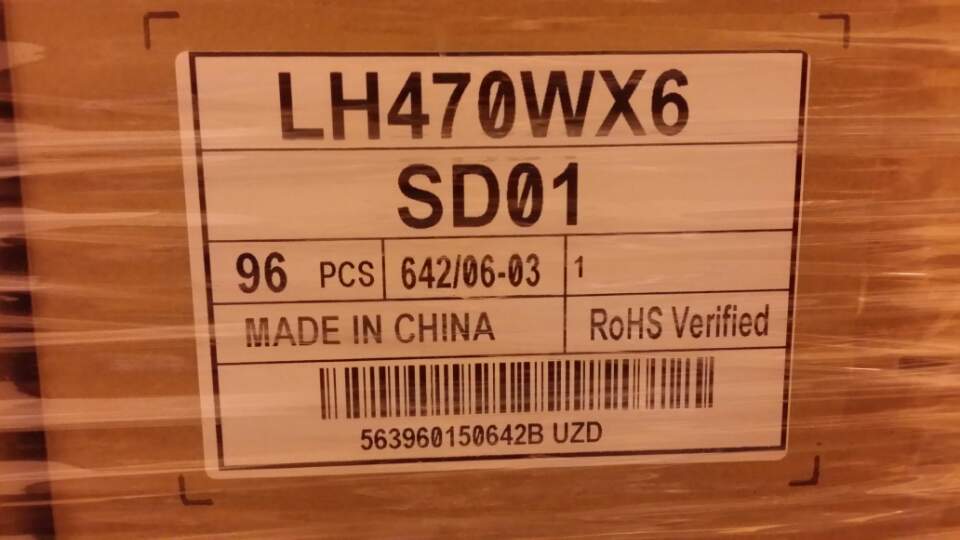 LH470WX6
SD01
96 PCS 642/06-03 1
MADE IN CHINA RoHS Verified
563960150642B UZD